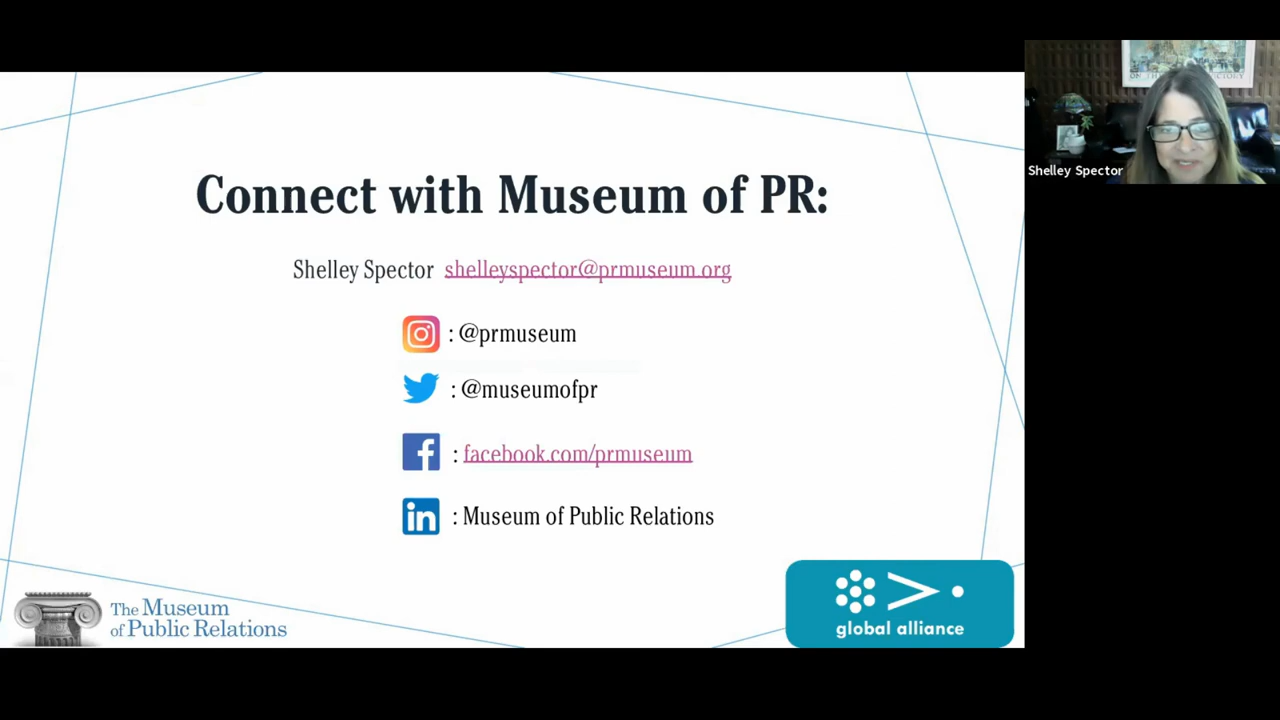 Connect with Museum of PR:
Shelley Spector shelleyspector@prmuseum.org
: @prmuseum
: @museumofpr
: facebook.com/prmuseum
: Museum of Public Relations
The Museum
of Public Relations
global alliance
Shelley Spector